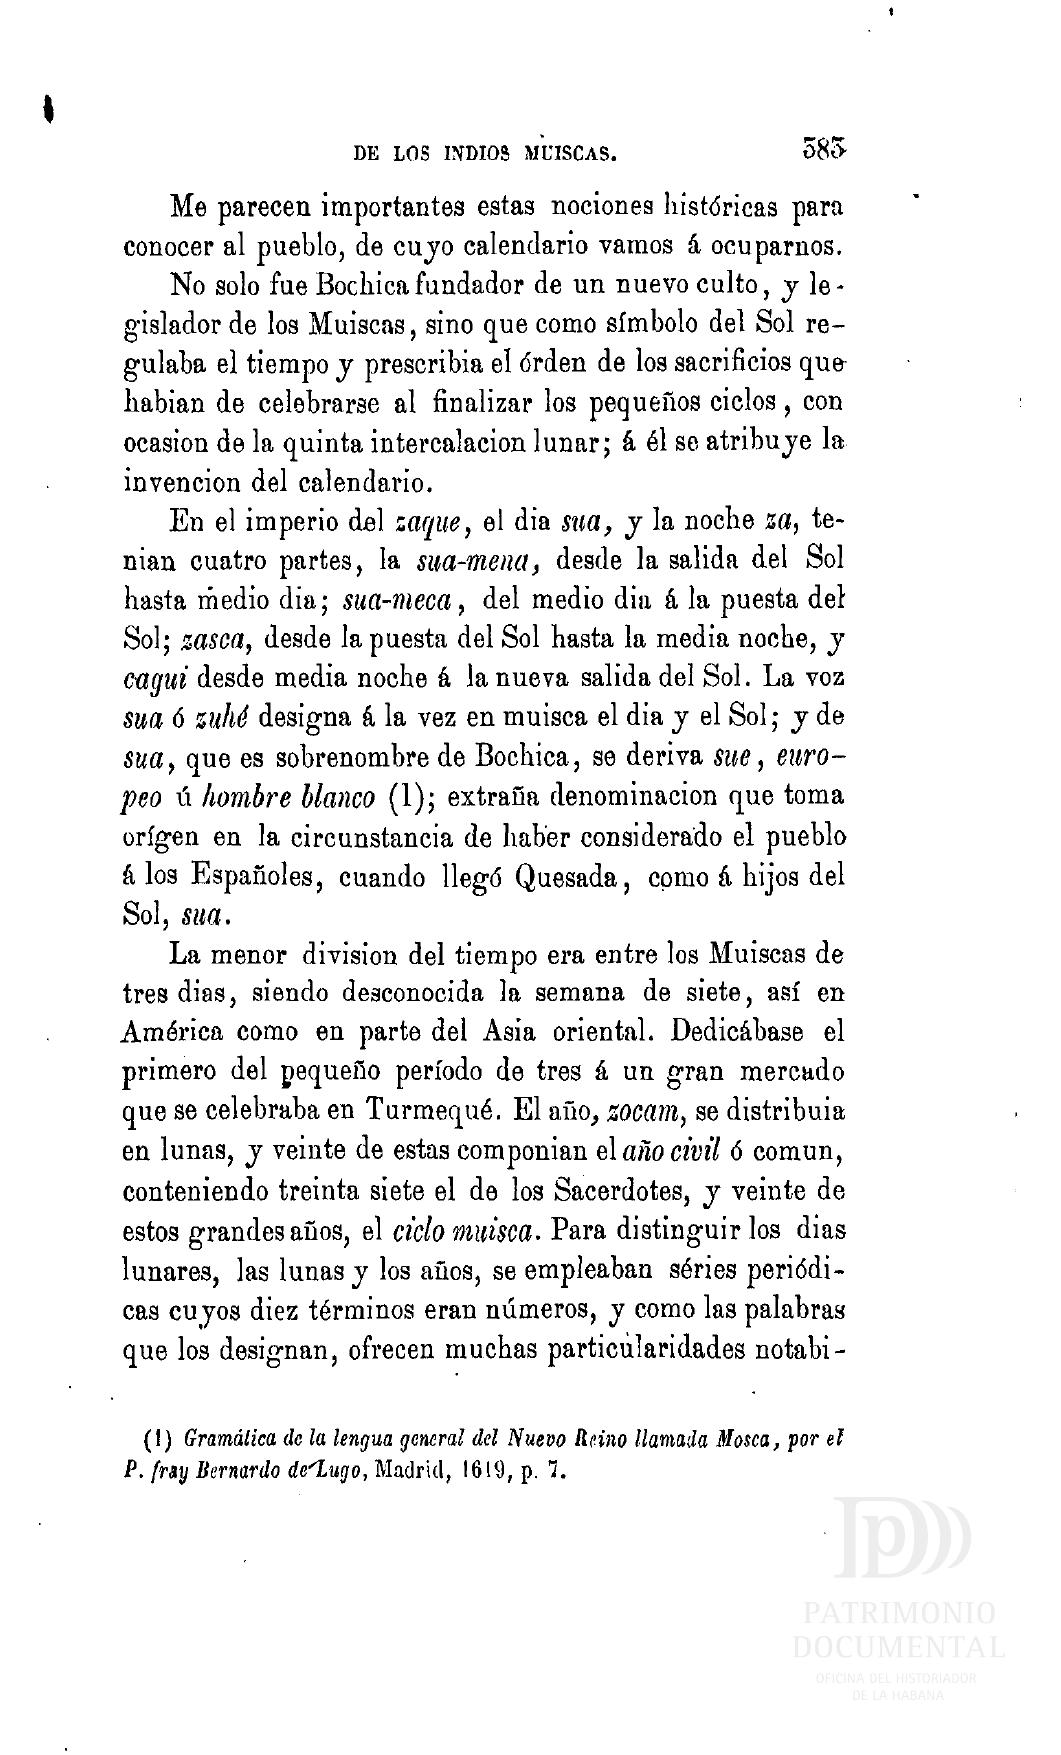 DE LOS INDIOS MUISCAS. 385
Me parecen importantes estas nociones históricas para
conocer al pueblo, de cuyo calendario vamos á ocuparnos.
No solo fue Bochica fundador de un nuevo culto, y le-
gislador de los Muiscas, sino que como símbolo del Sol re-
gulaba el tiempo y prescribia el órden de los sacrificios que
habian de celebrarse al finalizar los pequeños ciclos, con
ocasion de la quinta intercalacion lunar; á él se atribuye la
invencion del calendario.
En el imperio del zaque, el dia sua, y la noche za, te-
nian cuatro partes, la sua-mena, desde la salida del Sol
hasta medio dia; sua-meca, del medio dia á la puesta del
Sol; zasca, desde la puesta del Sol hasta la media noche, y
cagui desde media noche á la nueva salida del Sol. La voz
sua ó zuhé designa á la vez en muisca el dia y el Sol; y de
sua, que es sobrenombre de Bochica, se deriva sue, euro-
peo ú hombre blanco (1); extraña denominacion que toma
orígen en la circunstancia de haber considerado el pueblo
á los Españoles, cuando llegó Quesada, como á hijos del
Sol, sua.
La menor division del tiempo era entre los Muiscas de
tres dias, siendo desconocida la semana de siete, así en
América como en parte del Asia oriental. Dedicábase el
primero del pequeño período de tres á un gran mercado
que se celebraba en Turmequé. El año, zocam, se distribuia
en lunas, y veinte de estas componian el año civil ó comun,
conteniendo treinta siete el de los Sacerdotes, y veinte de
estos grandes años, el ciclo muisca. Para distinguir los dias
lunares, las lunas y los años, se empleaban séries periódi-
cas cuyos diez términos eran números, y como las palabras
que los designan, ofrecen muchas particularidades notabi-
(1) Gramática de la lengua general del Nuevo Reino llamada Mosca, por el
P. fray Bernardo de Lugo, Madrid, 1619, p. 7.
PATRIMONIO
DOCUMENTAL
OFICINA DEL HISTORIADOR
DE LA HABANA